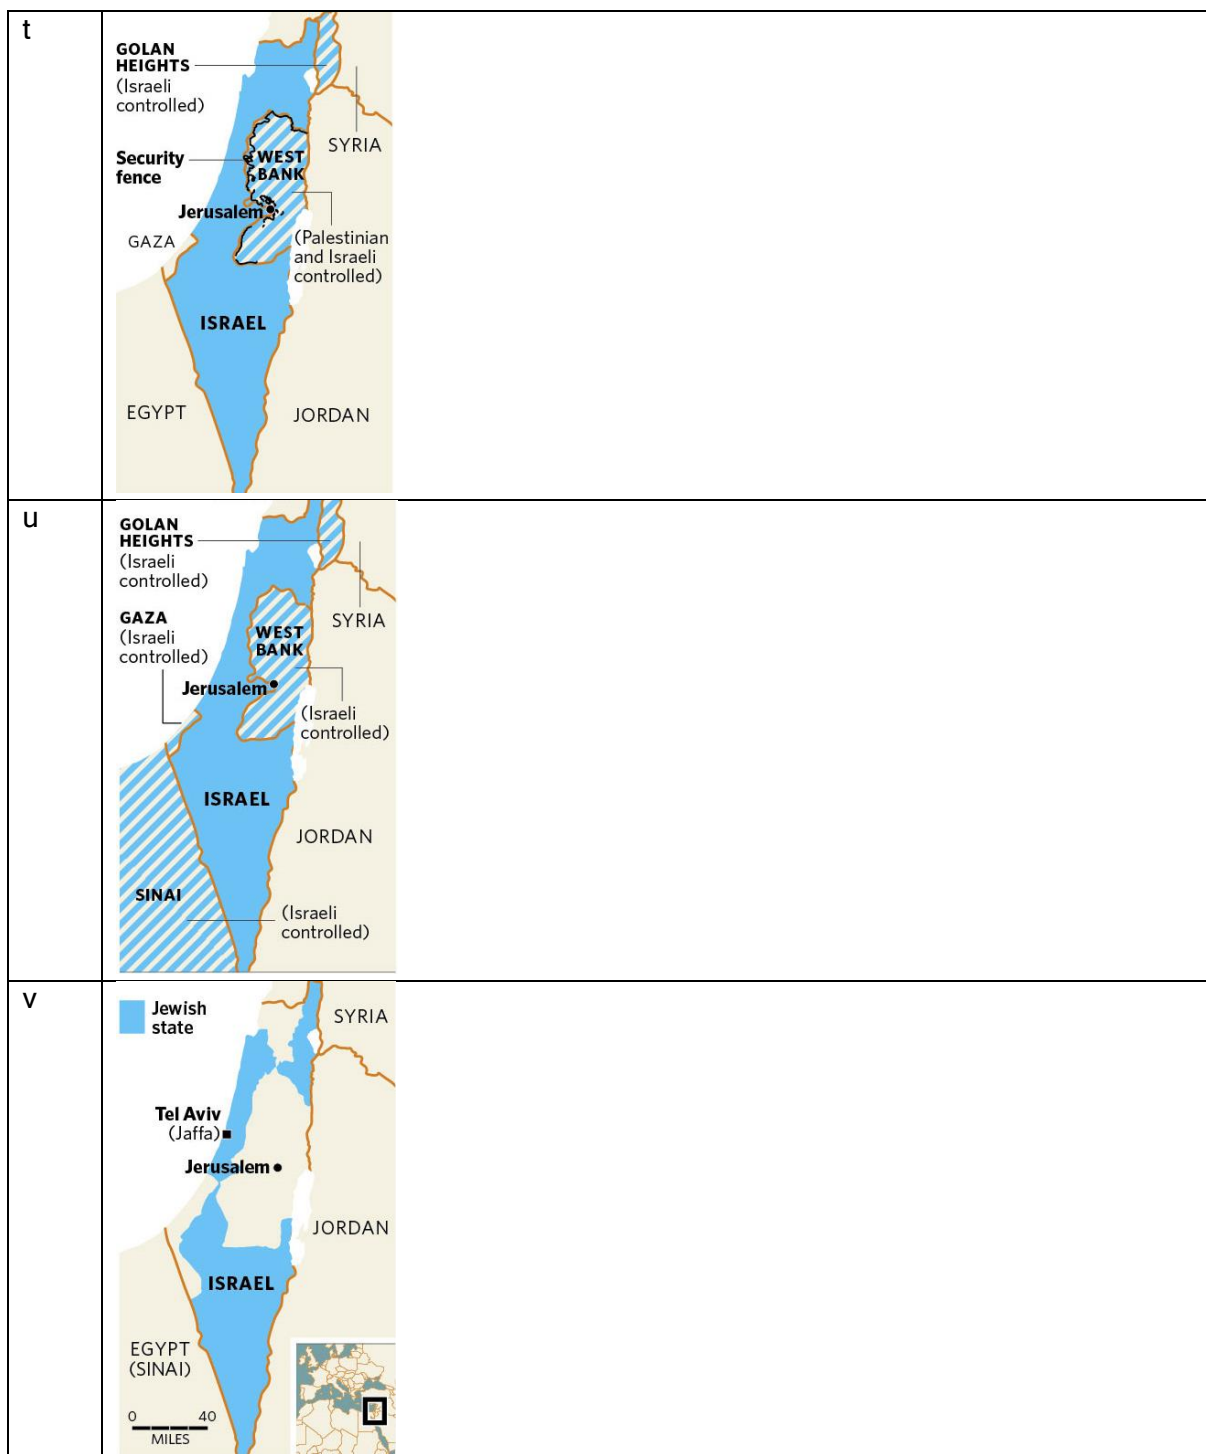 t
GOLAN
HEIGHTS
(Israeli
controlled)
SYRIA
Security
fence
WEST
BANK
Jerusalem
GAZA
(Palestinian
and Israeli
controlled)
ISRAEL
EGYPT
JORDAN
u
GOLAN
HEIGHTS
(Israeli
controlled)
GAZA
(Israeli
controlled)
SYRIA
WEST
BANK
Jerusalem
(Israeli
controlled)
ISRAEL
JORDAN
SINAI
(Israeli
controlled)
v
Jewish
state
SYRIA
Tel Aviv
(Jaffa)
Jerusalem
JORDAN
ISRAEL
EGYPT
(SINAI)
0 40
MILES